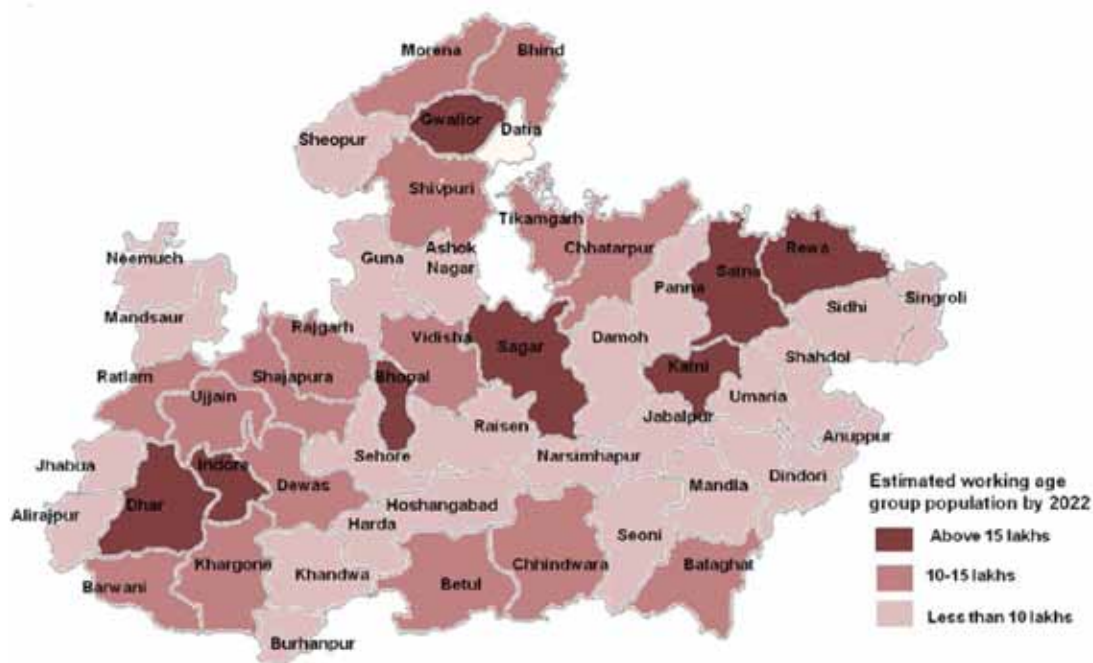 Morena
Bhind
Gwalior
Datia
Sheopur
Shivpuri
Tikamgarh
Chhatarpur
Rewa
Satna
Panna
Ashok
Nagar
Guna
Neemuch
Singroli
Sidhi
Mandsaur
Rajgarh
Vidisha
Sagar
Damoh
Shahdol
Katni
Ratlam
Shajapura
Bhopal
Ujjain
Umaria
Jabalpur
Raisen
Anuppur
Sehore
Narsimhapur
Jhabua
Indore
Dewas
Dindori
Mandla
Dhar
Hoshangabad
Alirajpur
Harda
Seoni
Khargone
Khandwa
Betul
Chhindwara
Balaghat
Barwani
Burhanpur
Estimated working age
group population by 2022
Above 15 lakhs
10-15 lakhs
Less than 10 lakhs